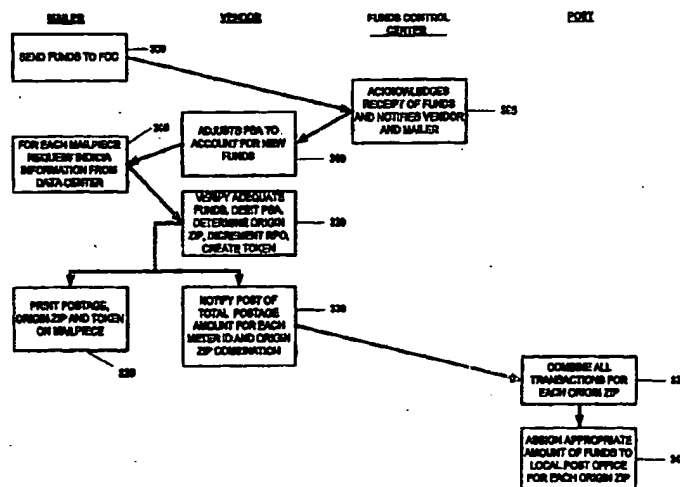 MAILER
VENDOR
FUNDS CONTROL
CENTER
POST
SEND FUNDS TO FCC
ACKNOWLEDGES
RECEIPT OF FUNDS
AND NOTIFIES VENDOR
AND MAILER
ADJUSTS PBA TO
ACCOUNT FOR NEW
FUNDS
FOR EACH MAILPIECE
REQUEST INDICIA
INFORMATION FROM
DATA CENTER
VERIFY ADEQUATE
FUNDS, DEBIT PBA,
DETERMINE ORIGIN
ZIP, DECREMENT RPO,
CREATE TOKEN
PRINT POSTAGE,
ORIGIN ZIP AND TOKEN
ON MAILPIECE
NOTIFY POST OF
TOTAL POSTAGE
AMOUNT FOR EACH
METER ID AND ORIGIN
ZIP COMBINATION
330
COMBINE ALL
TRANSACTIONS FOR
EACH ORIGIN ZIP
ASSIGN APPROPRIATE
AMOUNT OF FUNDS TO
LOCAL POST OFFICE
FOR EACH ORIGIN ZIP